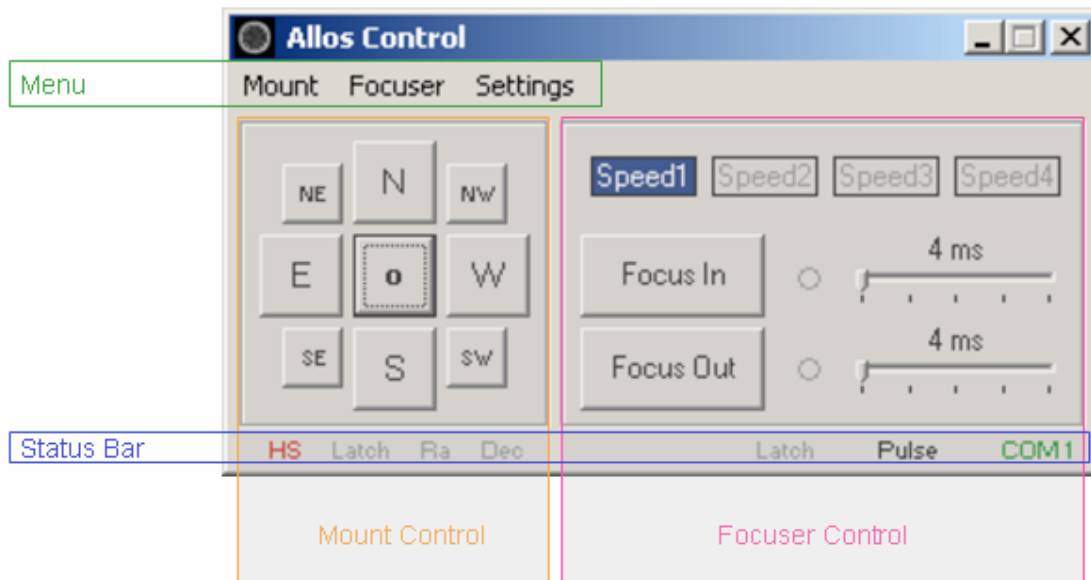 Allos Control
Menu
Mount Focuser Settings
NE N NW
E o W
SE S SW
Speed1 Speed2 Speed3 Speed4
Focus In
4 ms
Focus Out
4 ms
Status Bar
HS Latch Ra Dec Latch Pulse COM1
Mount Control
Focuser Control